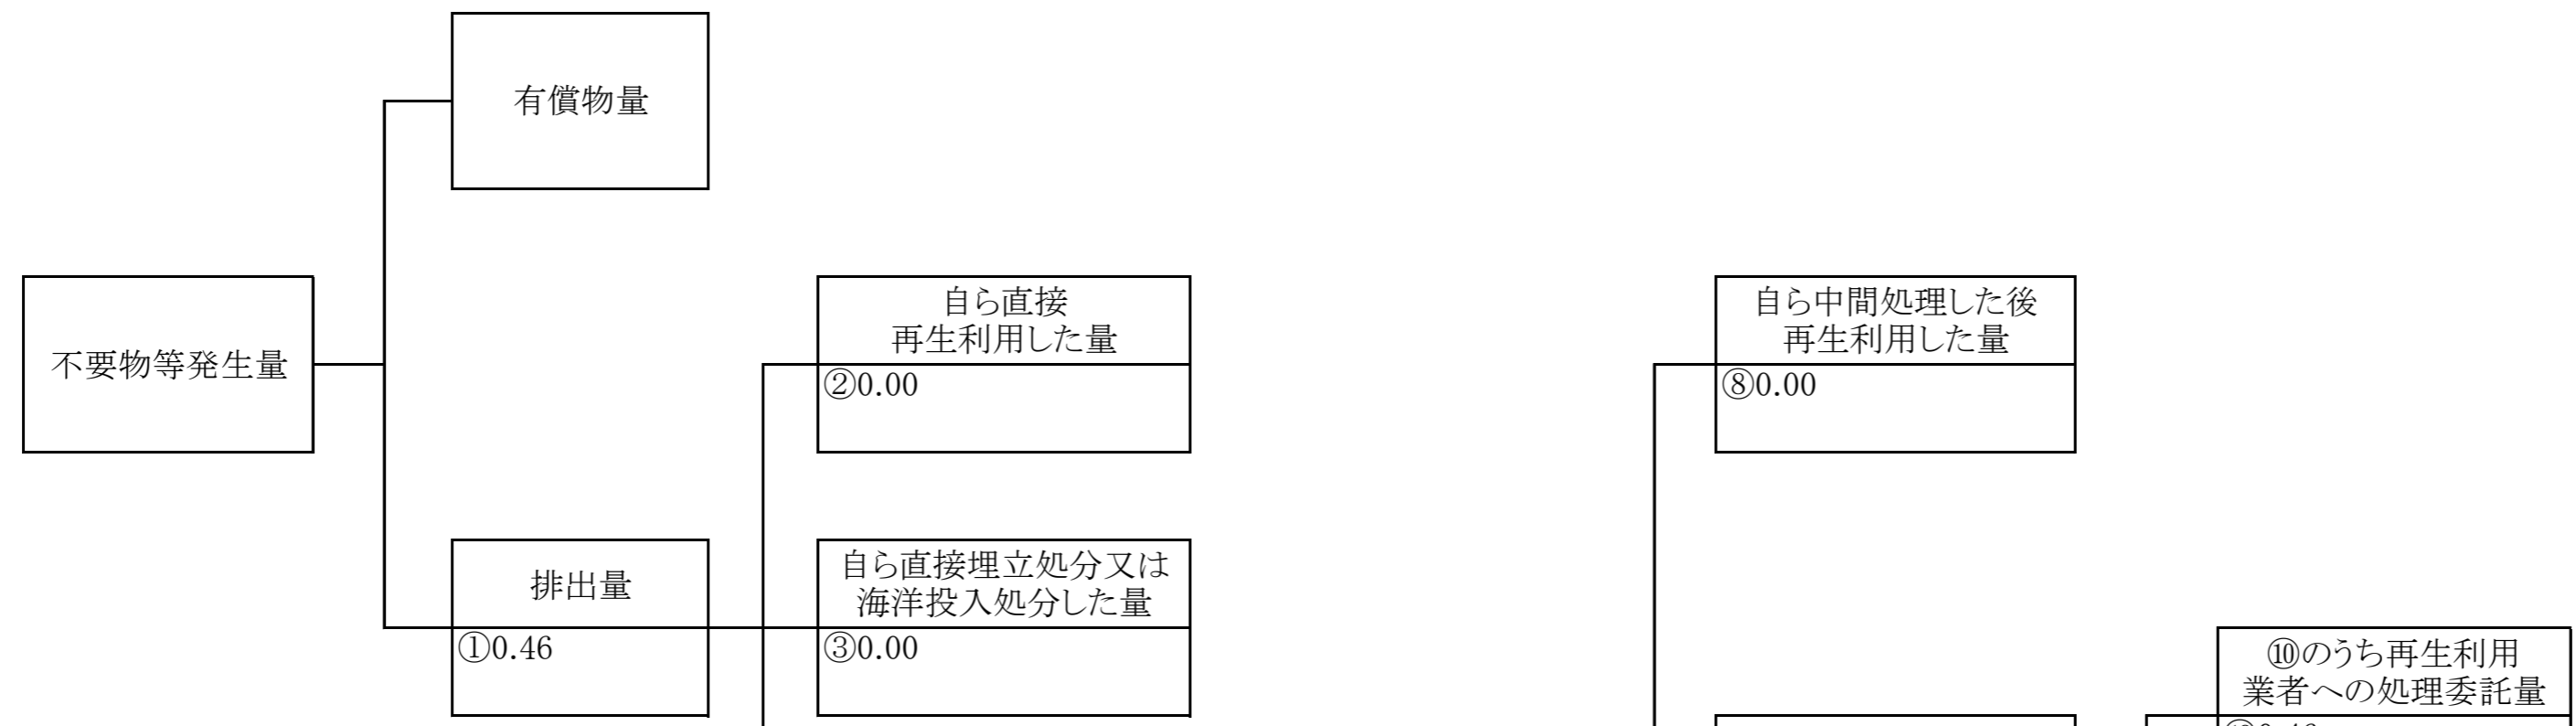 有償物量
不要物等発生量
自ら直接
再生利用した量
②0.00
自ら中間処理した後
再生利用した量
⑧0.00
排出量
①0.46
自ら直接埋立処分又は
海洋投入処分した量
③0.00
⑩のうち再生利用
業者への処理委託量